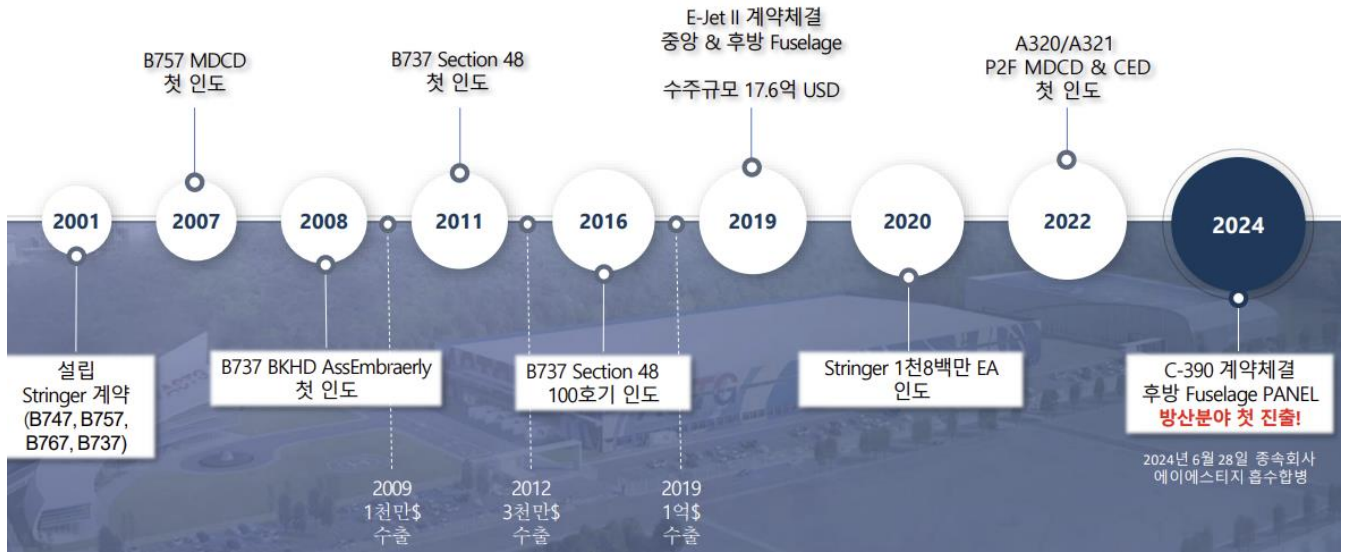 2001
설립
Stringer 계약
(B747, B757,
B767, B737)
B757 MDCD
첫 인도
2007
2008
B737 BKHD AssEmbraerly
첫 인도
2009
1천만$
수출
B737 Section 48
첫 인도
2011
2012
3천만$
수출
2016
B737 Section 48
100호기 인도
2019
1억$
수출
E-Jet II 계약체결
중앙 & 후방 Fuselage
수주규모 17.6억 USD
2019
2020
Stringer 1천8백만 EA
인도
A320/A321
P2F MDCD & CED
첫 인도
2022
2024
C-390 계약체결
후방 Fuselage PANEL
방산분야 첫 진출!
2024년 6월 28일 종속회사
에이에스티지 흡수합병